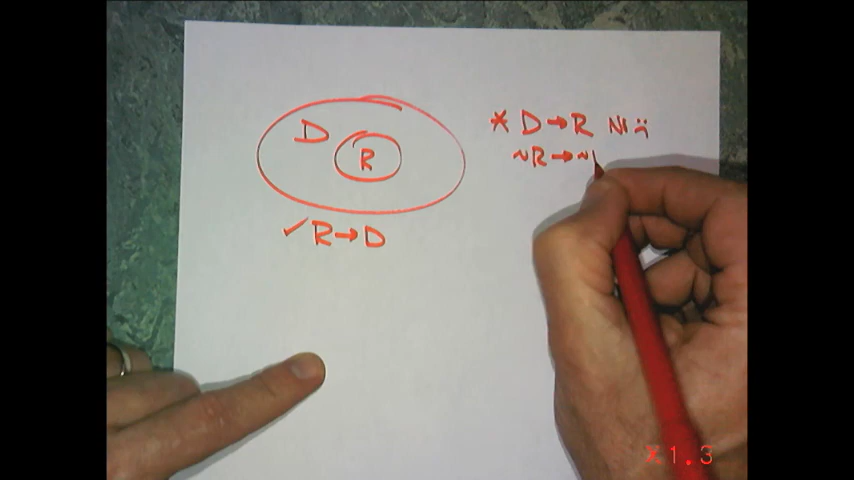 D
R
✓ R→D
* D→R
~R→~
X1.3